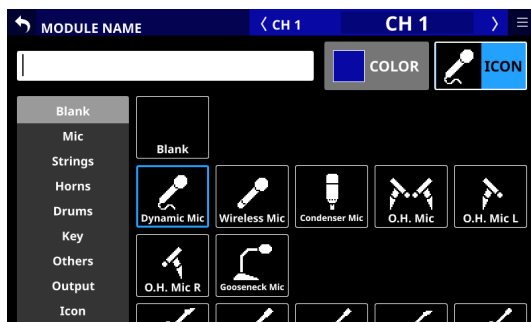 MODULE NAME
CH 1
CH 1
COLOR
ICON
Blank
Mic
Strings
Horns
Drums
Key
Others
Output
Icon
Blank
Dynamic Mic
Wireless Mic
Condenser Mic
O.H. Mic
O.H. Mic L
O.H. Mic R
Gooseneck Mic